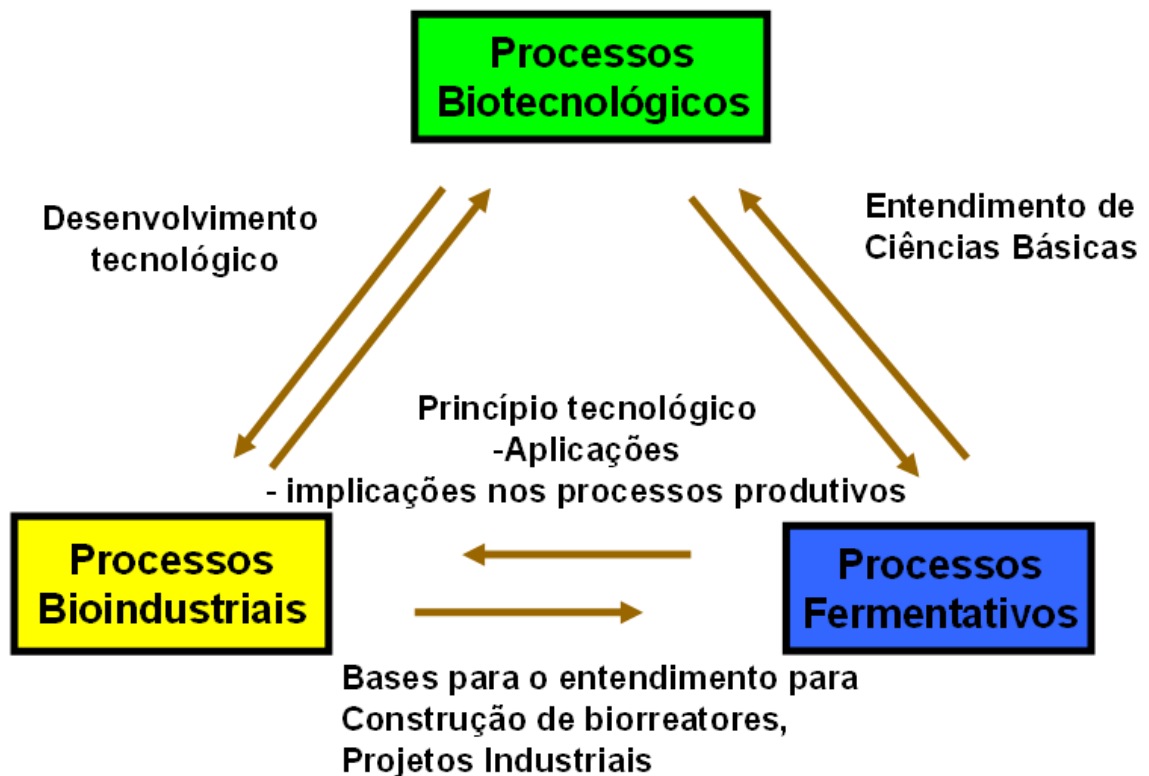 Processos
Biotecnológicos
Desenvolvimento
tecnológico
Entendimento de
Ciências Básicas
Princípio tecnológico
-Aplicações
- implicações nos processos produtivos
Processos
Bioindustriais
Processos
Fermentativos
Bases para o entendimento para
Construção de biorreatores,
Projetos Industriais